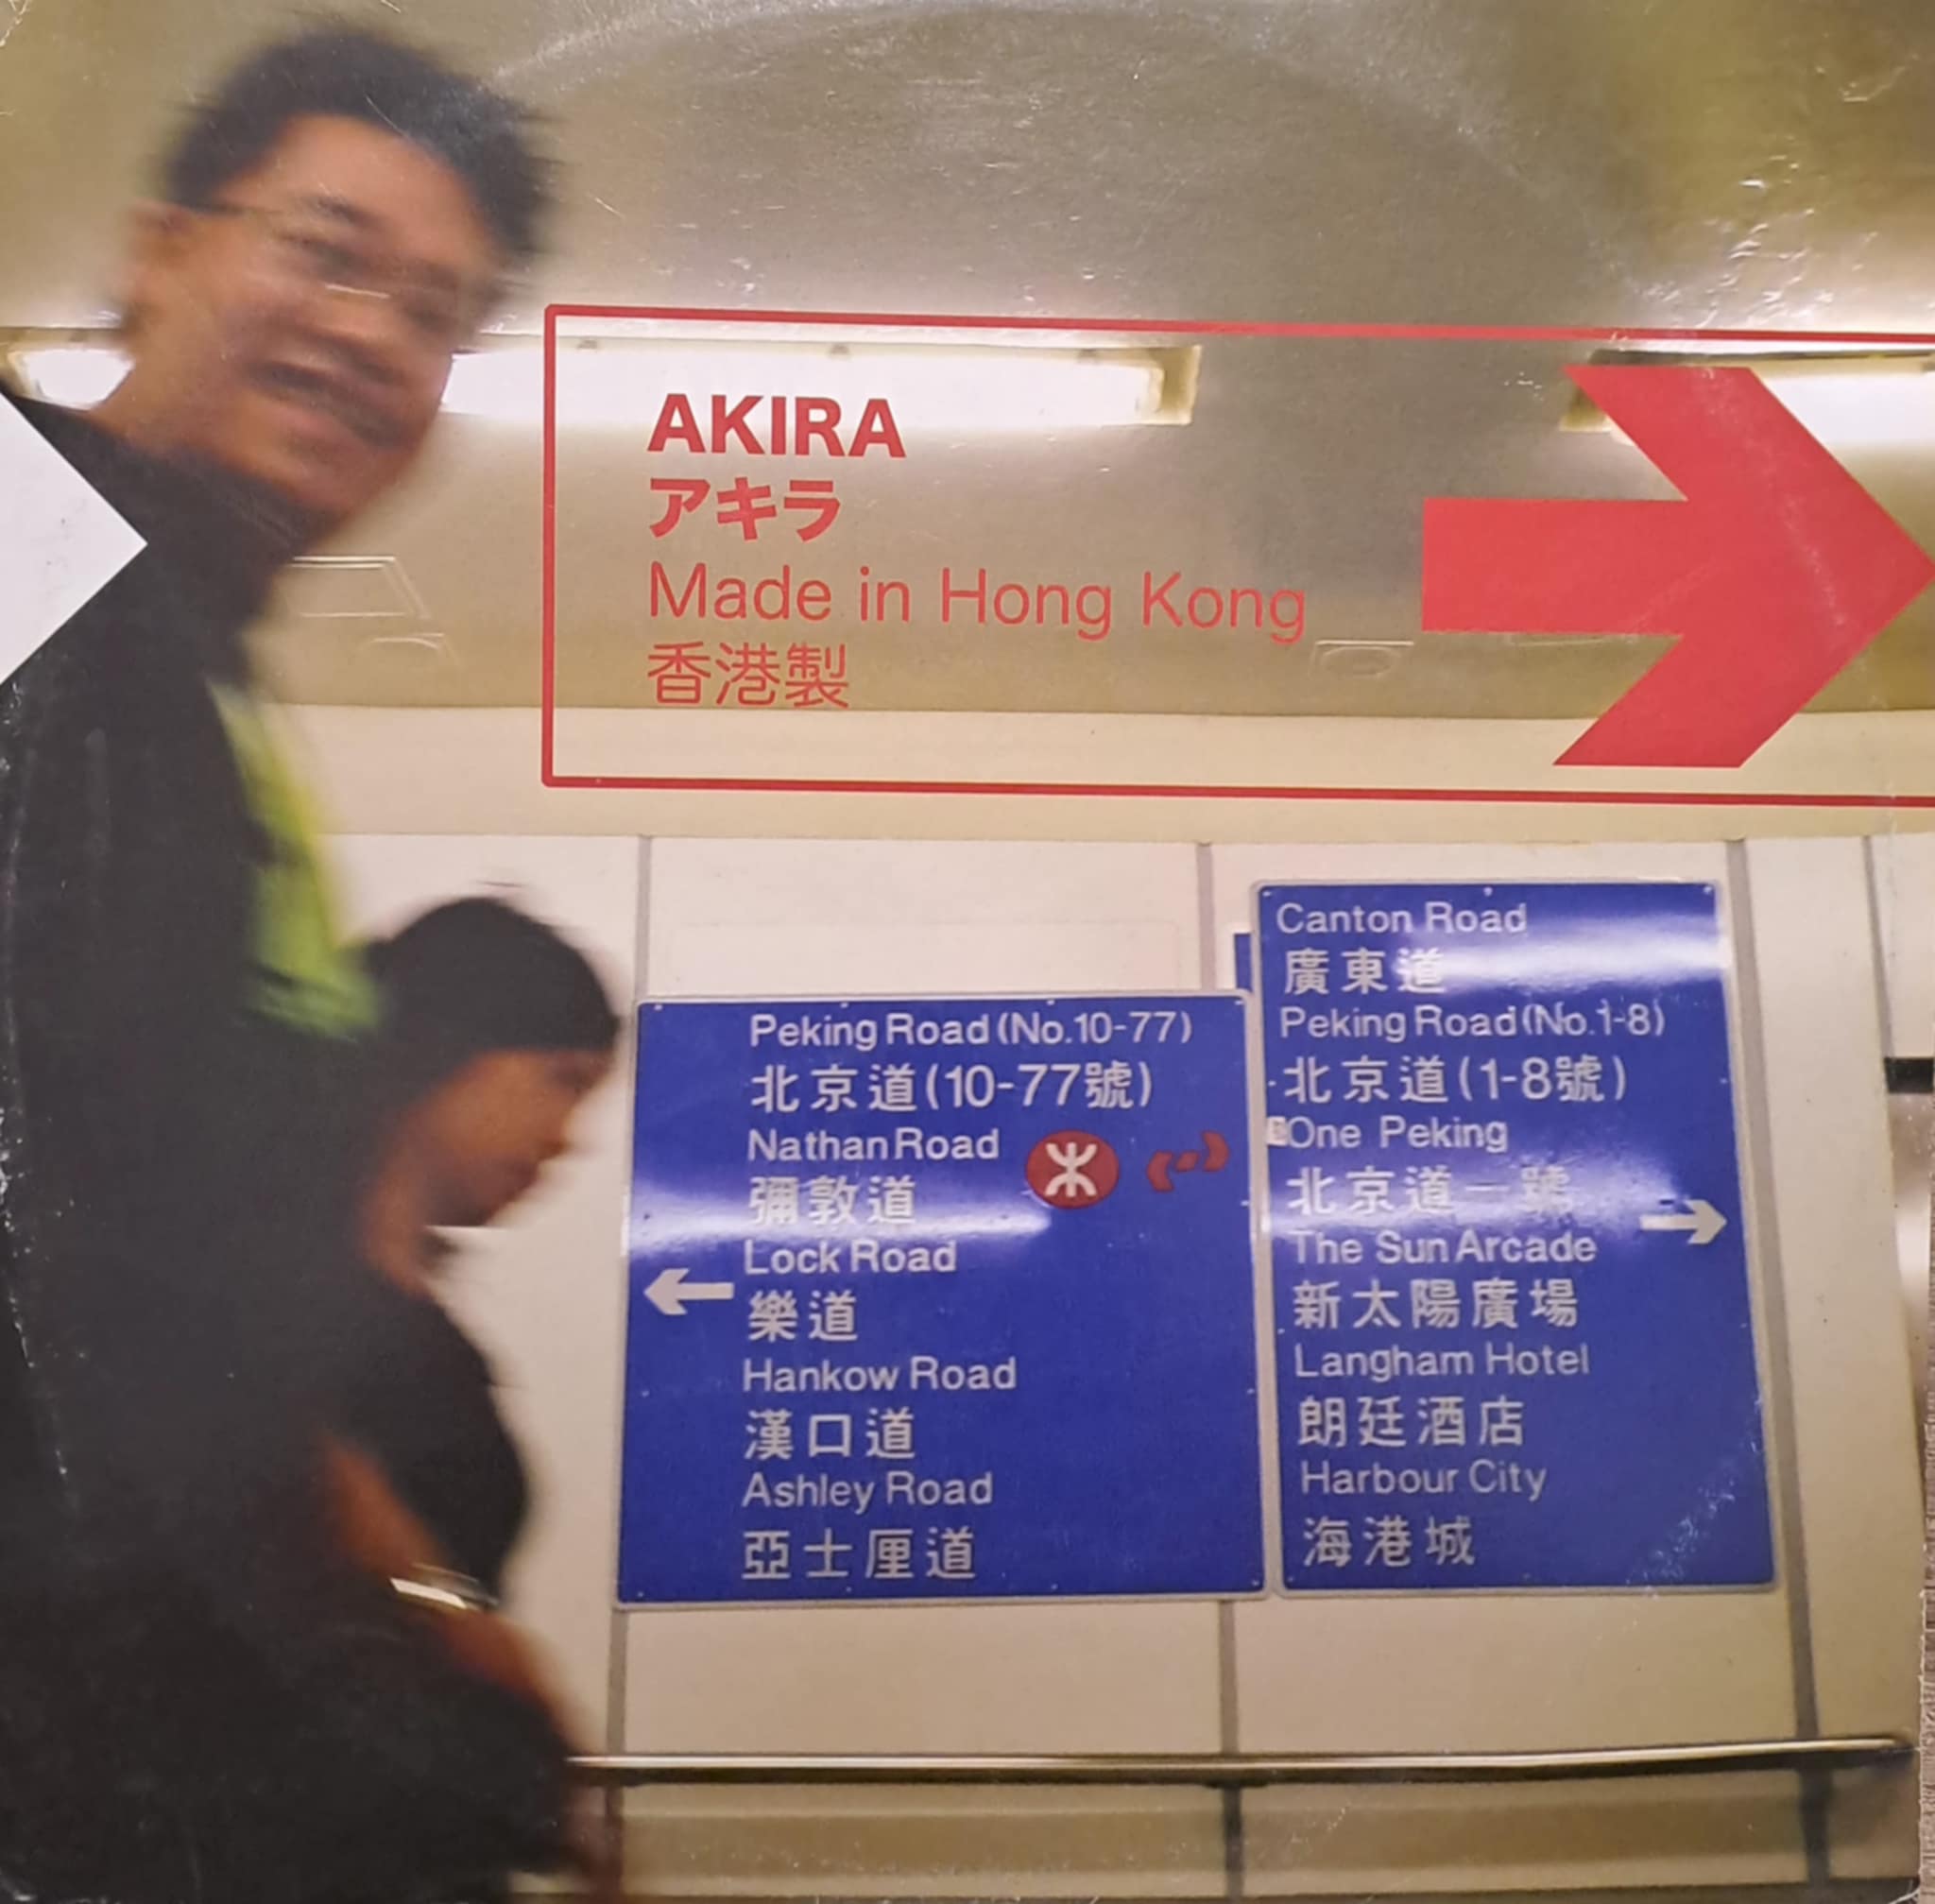 AKIRA
アキラ
Made in Hong Kong
香港製
Peking Road (No.10-77)
北京道(10-77號)
Nathan Road
彌敦道
Lock Road
樂道
Hankow Road
漢口道
Ashley Road
亞士厘道
Canton Road
廣東道
Peking Road (No.1-8)
北京道(1-8號)
One Peking
北京道一號
The Sun Arcade
新太陽廣場
Langham Hotel
朗廷酒店
Harbour City
海港城